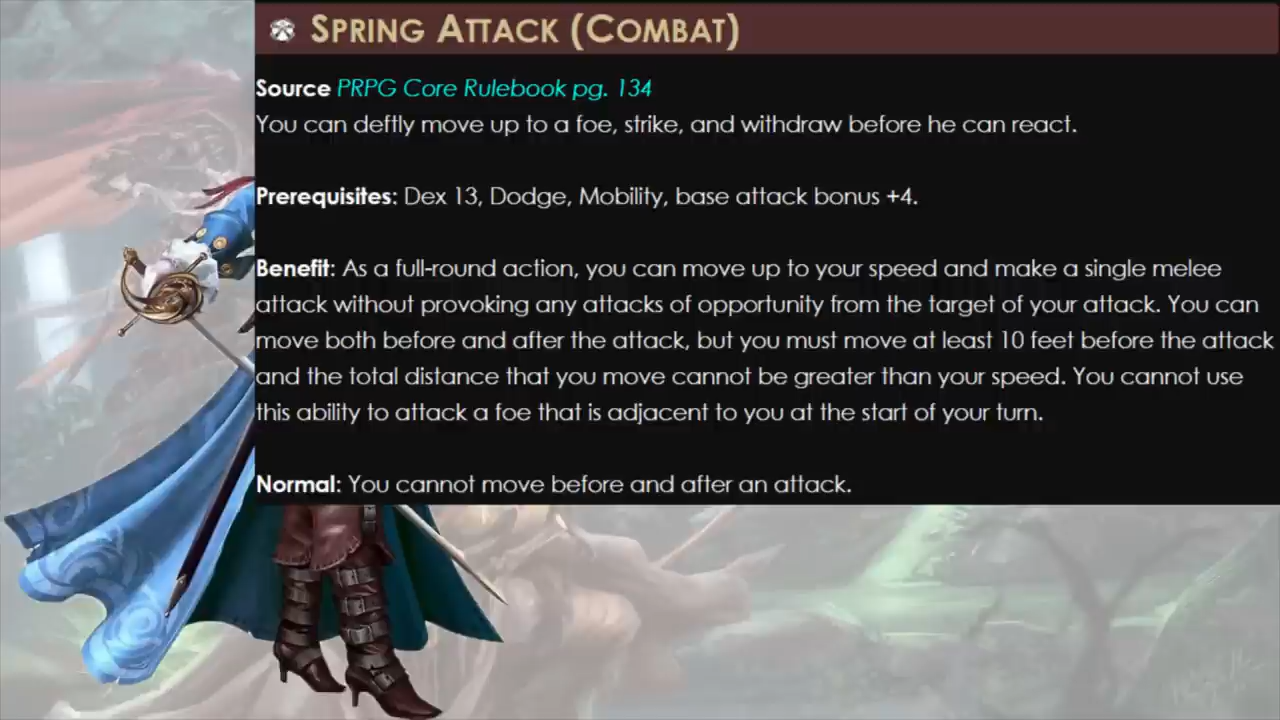 SPRING ATTACK (COMBAT)
Source PRPG Core Rulebook pg. 134
You can deftly move up to a foe, strike, and withdraw before he can react.
Prerequisites: Dex 13, Dodge, Mobility, base attack bonus +4.
Benefit: As a full-round action, you can move up to your speed and make a single melee
attack without provoking any attacks of opportunity from the target of your attack. You can
move both before and after the attack, but you must move at least 10 feet before the attack
and the total distance that you move cannot be greater than your speed. You cannot use
this ability to attack a foe that is adjacent to you at the start of your turn.
Normal: You cannot move before and after an attack.